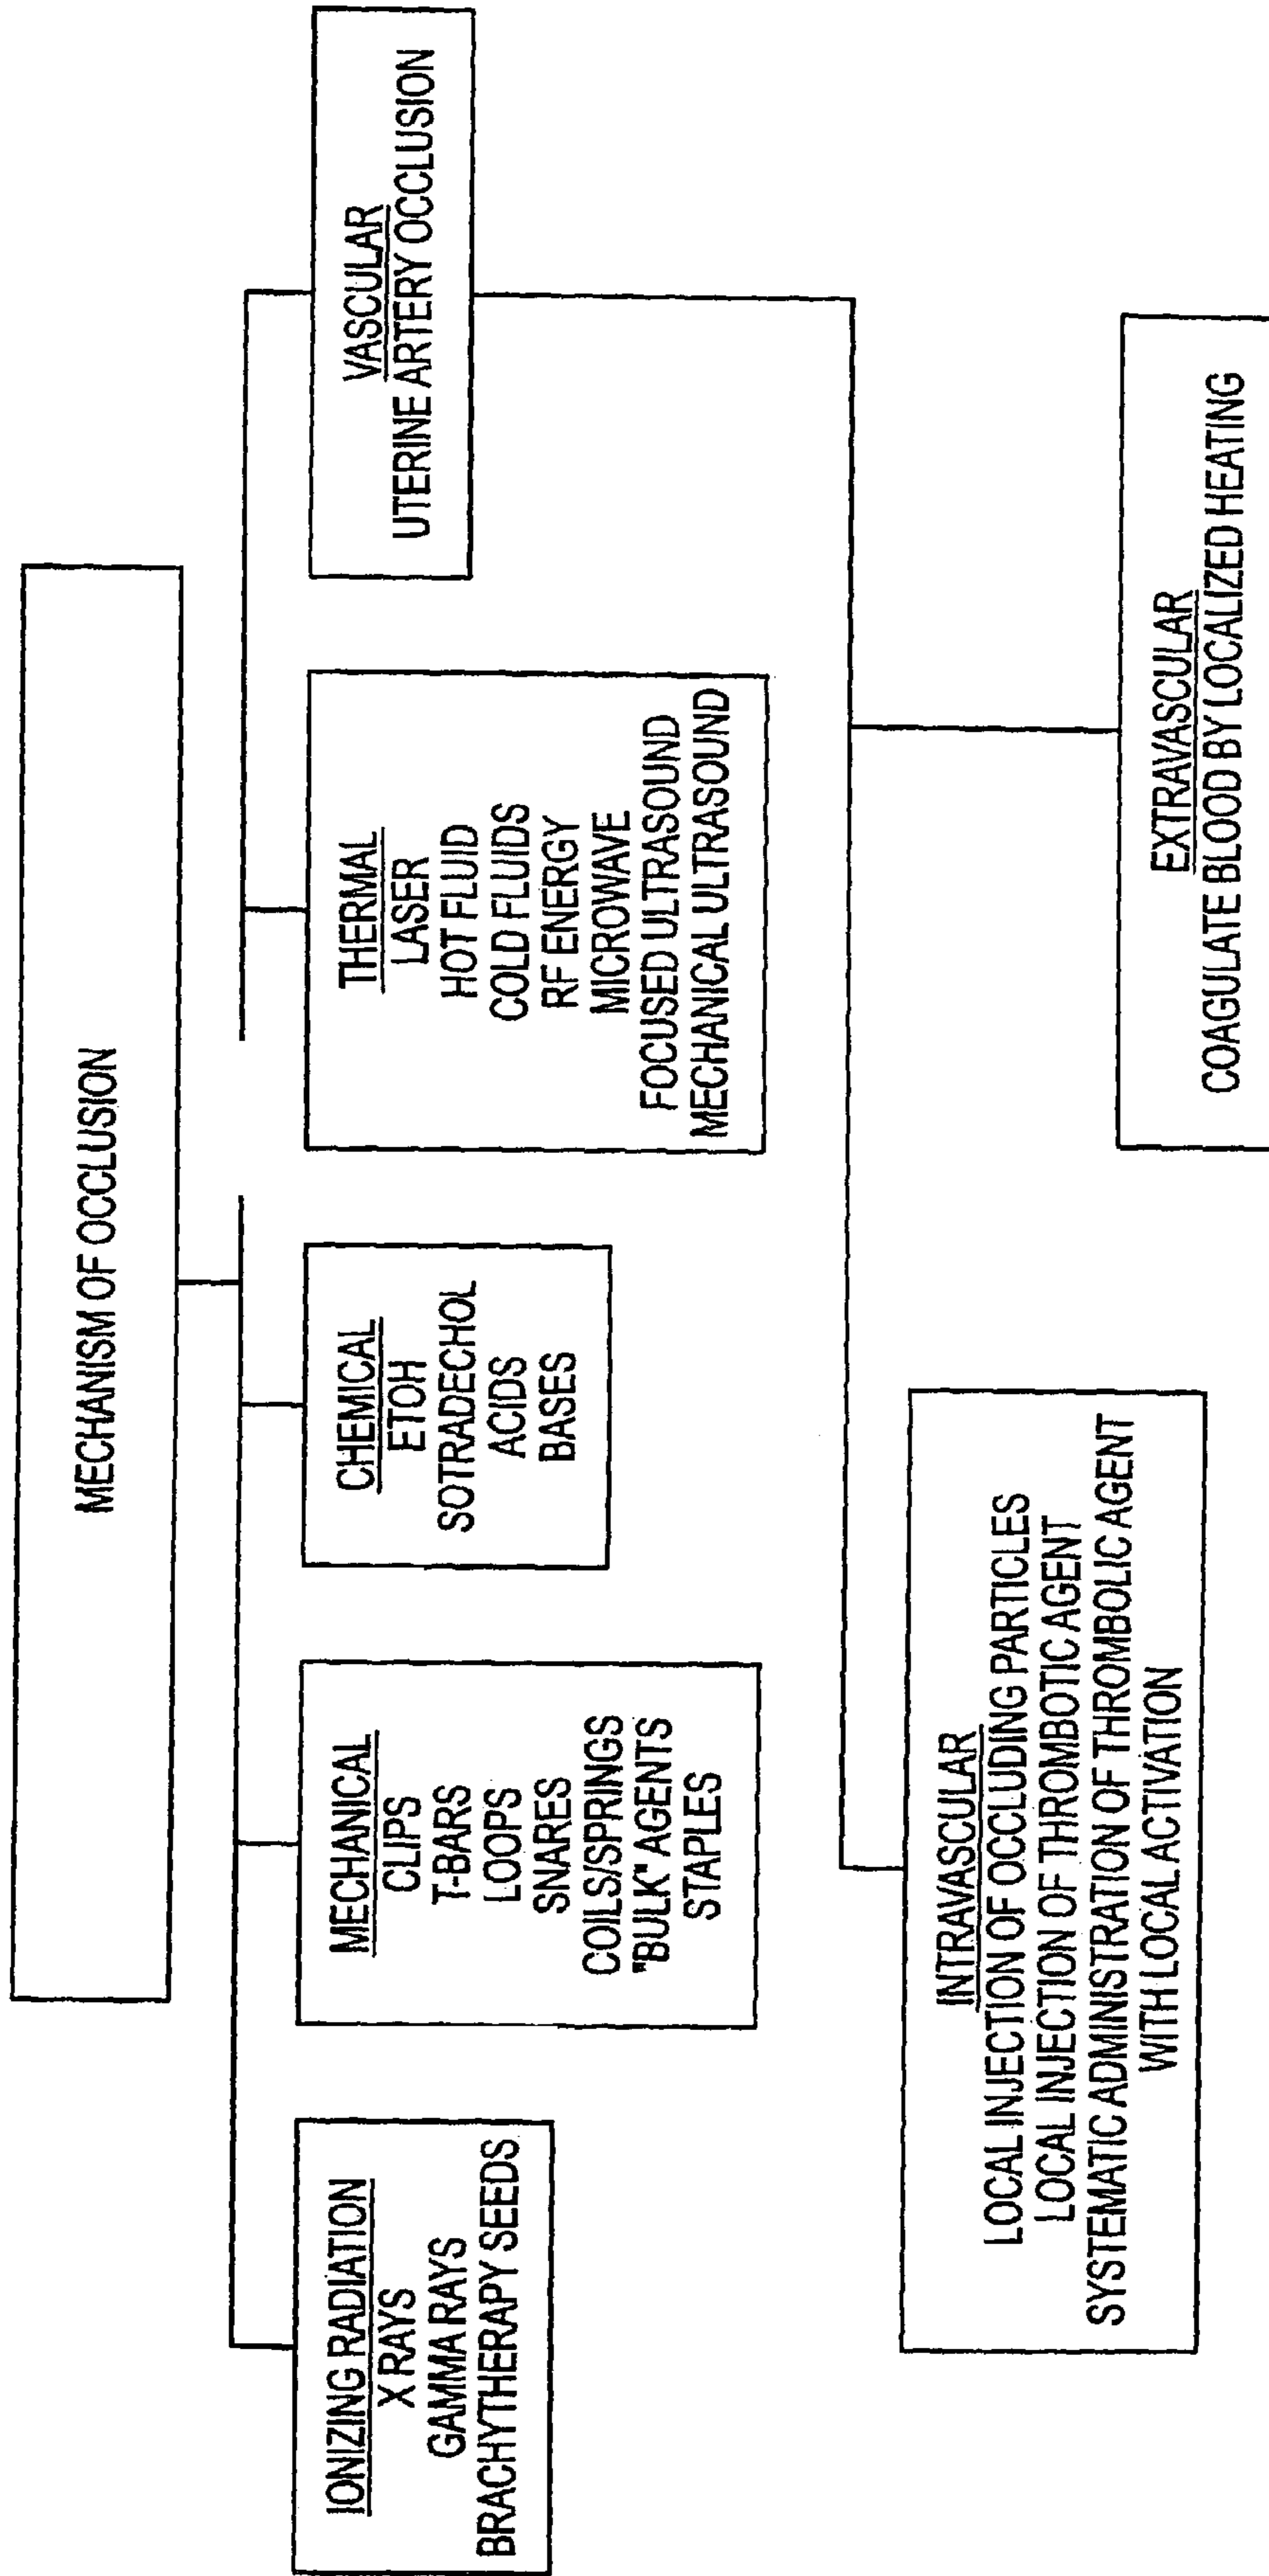 MECHANISM OF OCCLUSION
IONIZING RADIATION
X RAYS
GAMMA RAYS
BRACHYTHERAPY SEEDS
MECHANICAL
CLIPS
T-BARS
LOOPS
SNARES
COILS/SPRINGS
"BULK" AGENTS
STAPLES
CHEMICAL
ETOH
SOTRADECHOL
ACIDS
BASES
THERMAL
LASER
HOT FLUID
COLD FLUIDS
RF ENERGY
MICROWAVE
FOCUSED ULTRASOUND
MECHANICAL ULTRASOUND
VASCULAR
UTERINE ARTERY OCCLUSION
INTRAVASCULAR
LOCAL INJECTION OF OCCLUDING PARTICLES
LOCAL INJECTION OF THROMBOTIC AGENT
SYSTEMATIC ADMINISTRATION OF THROMBOLIC AGENT
WITH LOCAL ACTIVATION
EXTRAVASCULAR
COAGULATE BLOOD BY LOCALIZED HEATING